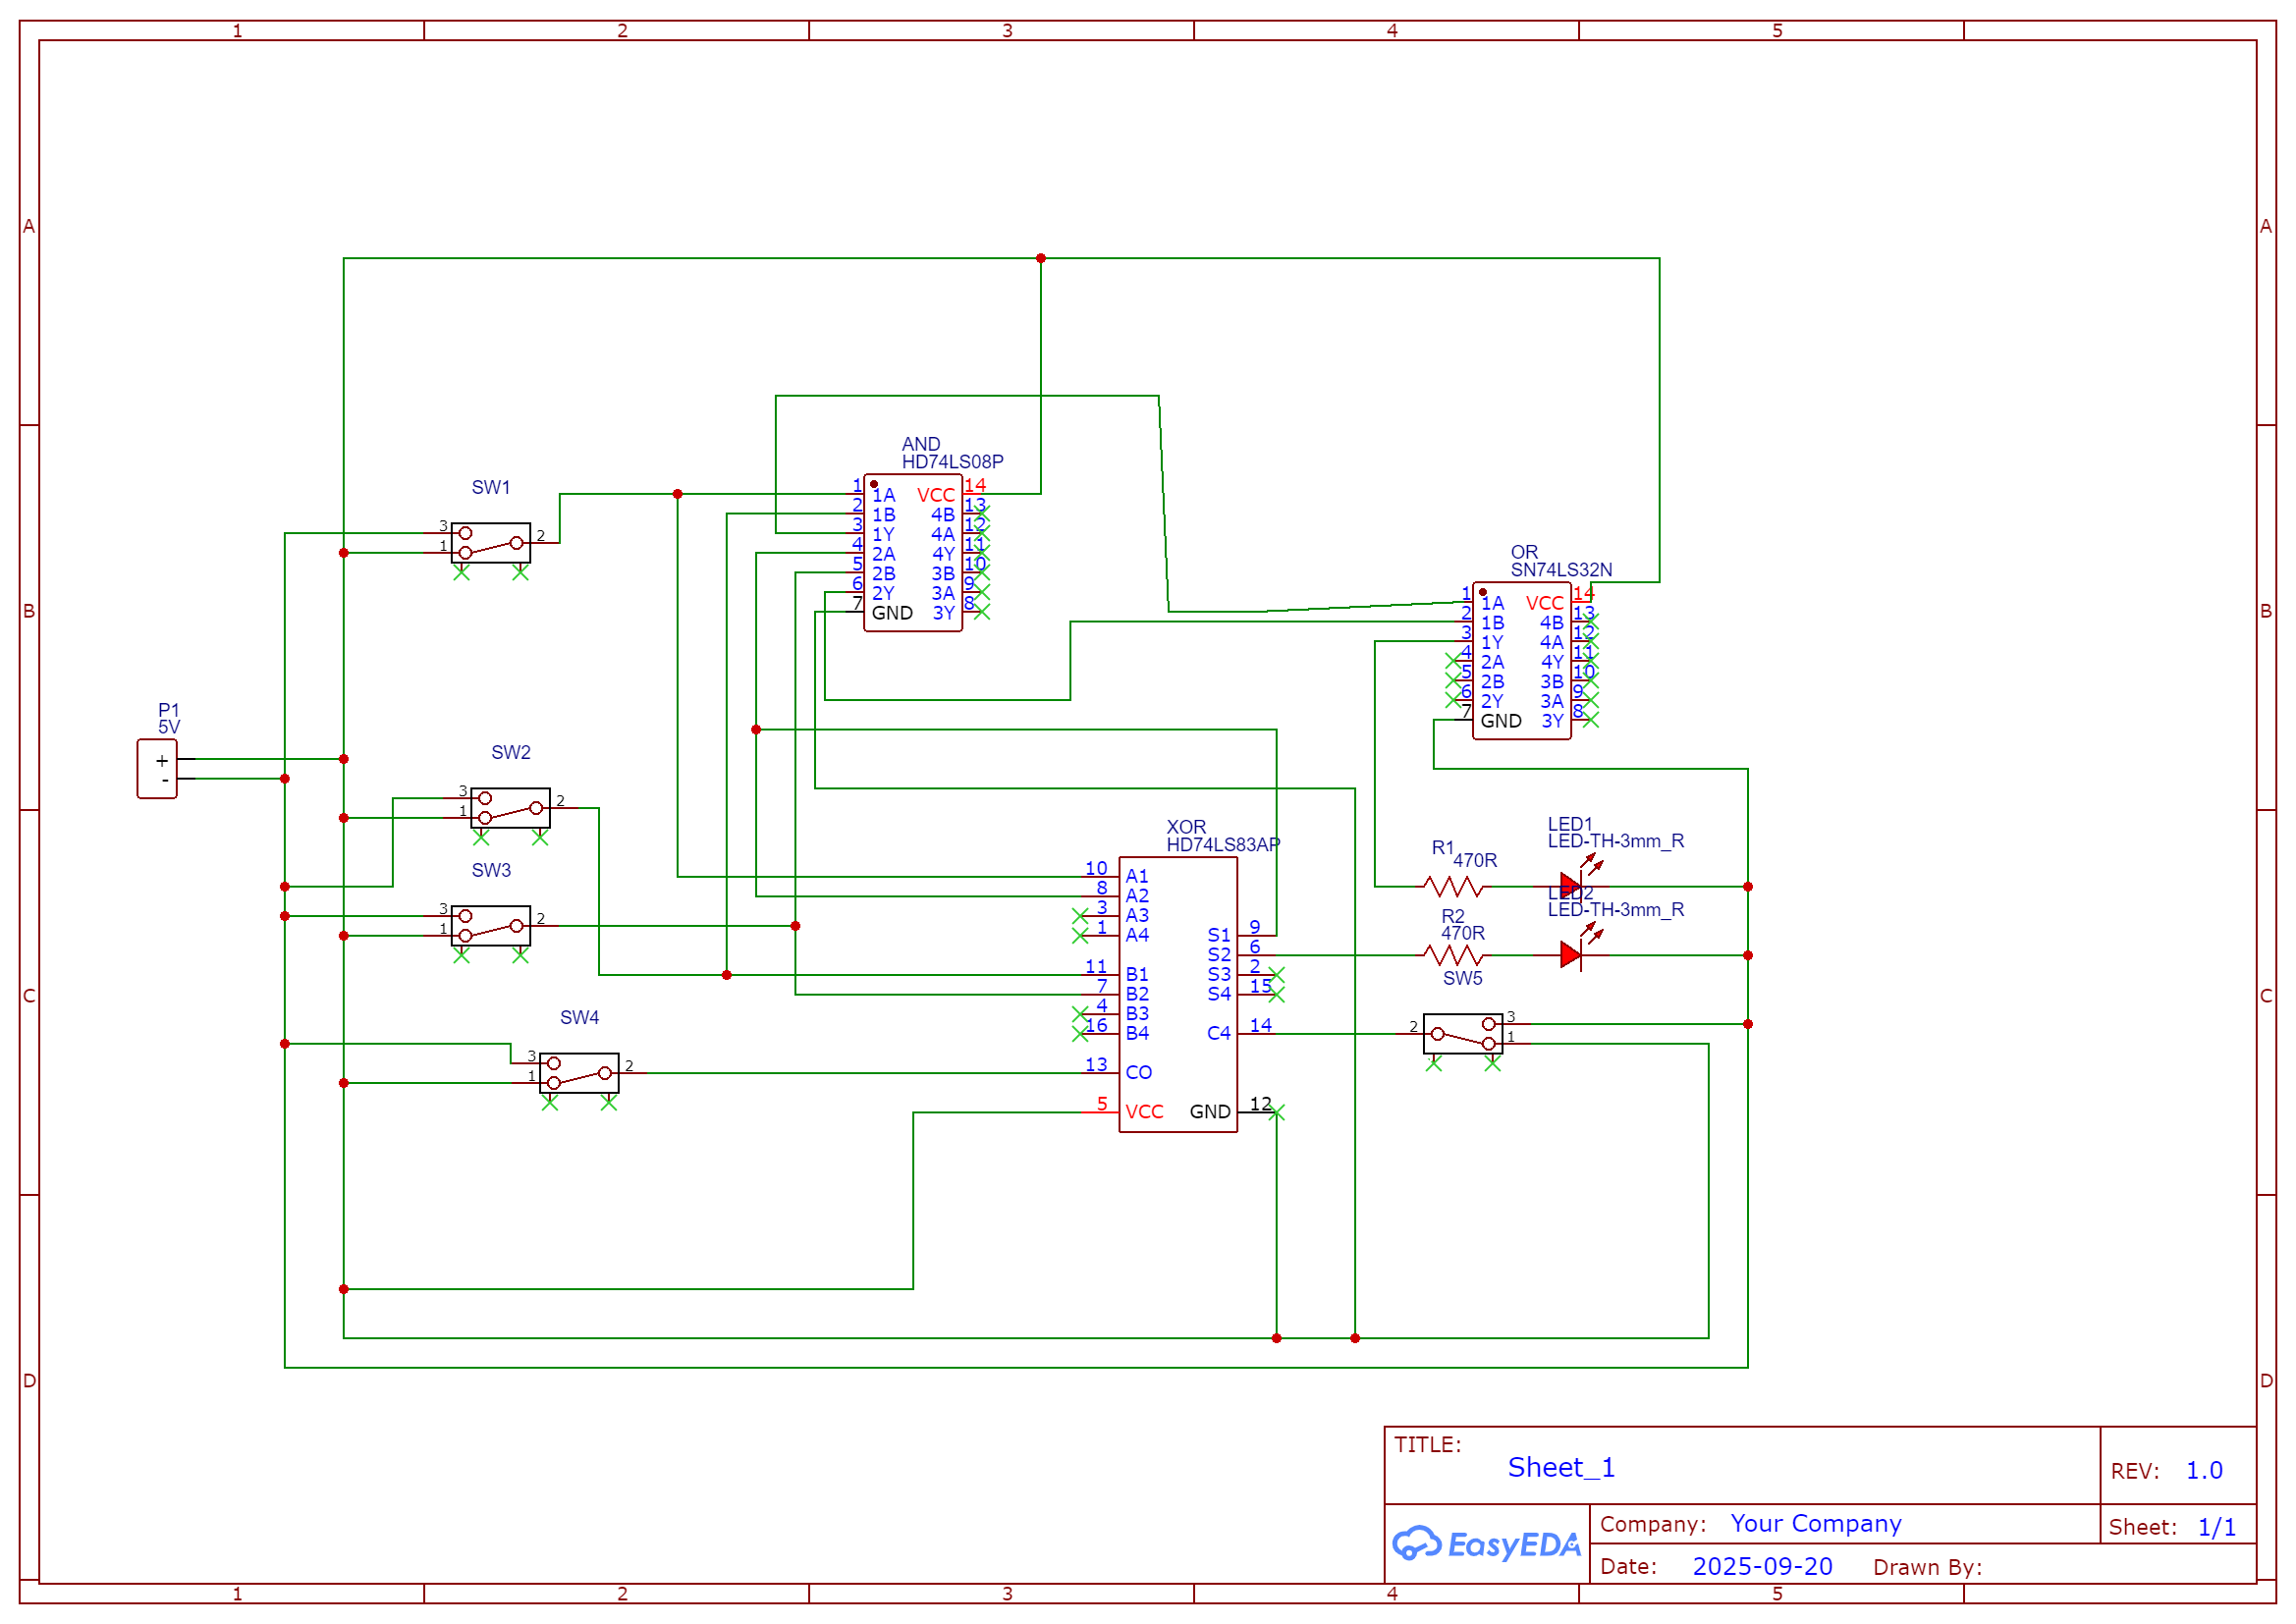 1 2 3 4 5
A A
SW1
3
1
2
AND
HD74LS08P
1 1A VCC 14
2 1B 4B 13
3 1Y 4A 12
4 2A 4Y 11
5 2B 3B 10
6 2Y 3A 9
7 GND 3Y 8
OR
SN74LS32N
1 1A VCC 14
2 1B 4B 13
3 1Y 4A 12
4 2A 4Y 11
5 2B 3B 10
6 2Y 3A 9
7 GND 3Y 8
B B
P1
5V
+
-
SW2
3
1
2
SW3
3
1
2
SW4
3
1
2
XOR
HD74LS83AP
10 A1
8 A2
3 A3
1 A4
11 B1
7 B2
4 B3
16 B4
13 CO
5 VCC
S1 9
S2 6
S3 2
S4 15
C4 14
GND 12
R1
470R
LED1
LED-TH-3mm_R
R2
470R
LED2
LED-TH-3mm_R
SW5
2
3
1
C C
D D
TITLE:
Sheet_1
REV: 1.0
EasyEDA
Company: Your Company
Sheet: 1/1
Date: 2025-09-20 Drawn By:
1 2 3 4 5